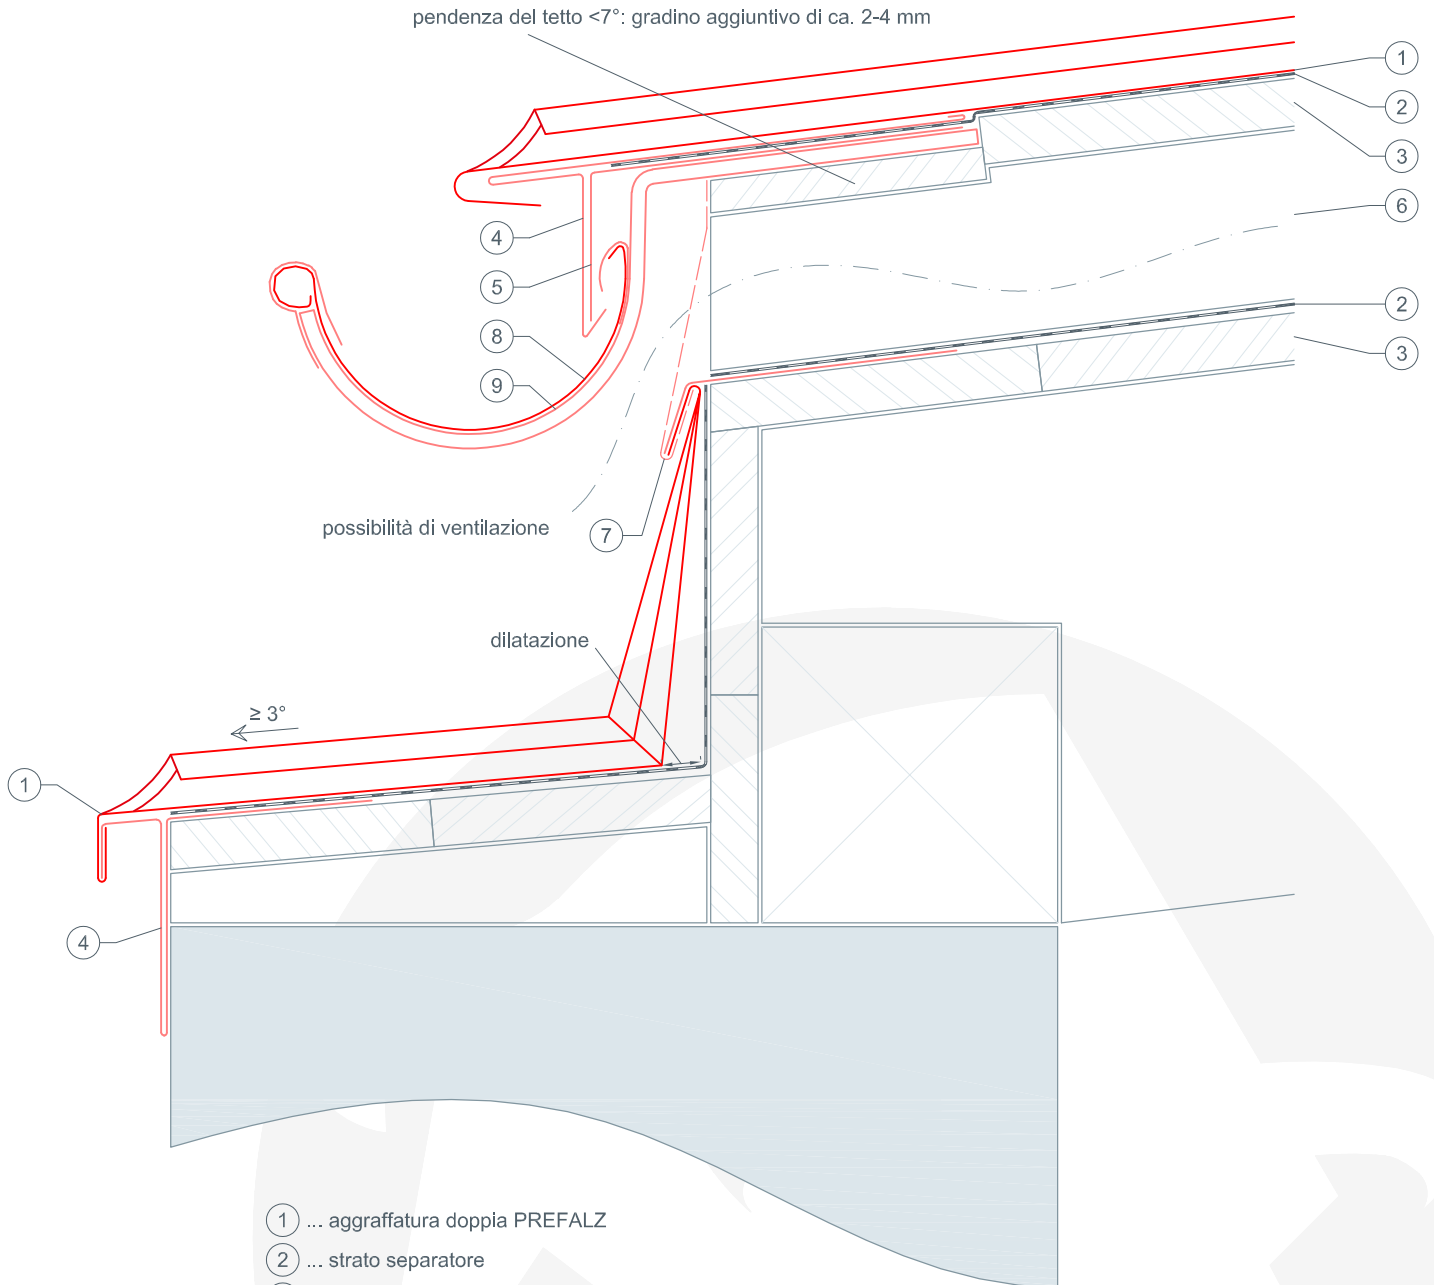 pendenza del tetto <7°: gradino aggiuntivo di ca. 2-4 mm
1
2
3
6
4
5
2
8
3
9
possibilità di ventilazione
7
dilatazione
≥ 3°
1
4
1 ... aggraffatura doppia PREFALZ
2 ... strato separatore